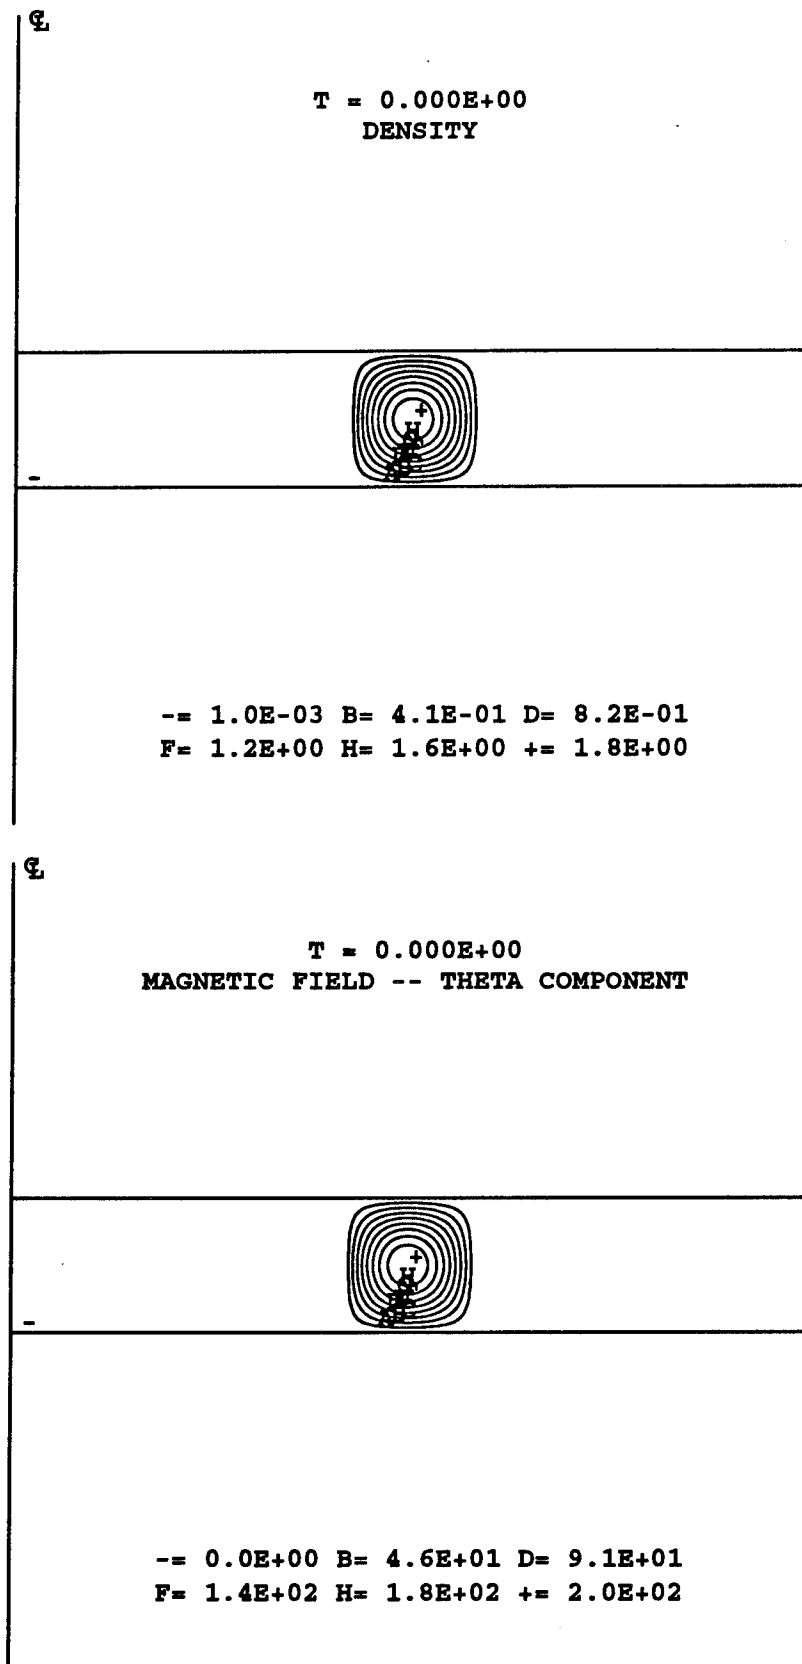 ℄
T = 0.000E+00
DENSITY
+
H
-
-= 1.0E-03 B= 4.1E-01 D= 8.2E-01
F= 1.2E+00 H= 1.6E+00 += 1.8E+00
℄
T = 0.000E+00
MAGNETIC FIELD -- THETA COMPONENT
+
H
-
-= 0.0E+00 B= 4.6E+01 D= 9.1E+01
F= 1.4E+02 H= 1.8E+02 += 2.0E+02